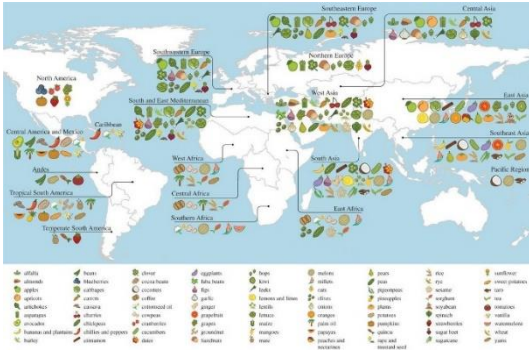 Southeastern Europe
Central Asia
Southwestern Europe
Northern Europe
North America
West Asia
East Asia
South and East Mediterranean
Caribbean
Central America and Mexico
Southeast Asia
West Africa
South Asia
Andes
Pacific Region
Tropical South America
Central Africa
East Africa
Southern Africa
Temperate South America
alfalfa
almonds
apples
apricots
artichokes
asparagus
avocados
bananas and plantains
barley
beans
blueberries
cabbages
carrots
cassava
cherries
chickpeas
chillies and peppers
cinnamon
clover
cocoa beans
coconuts
coffee
cottonseed oil
cowpeas
cranberries
cucumbers
dates
eggplants
faba beans
figs
garlic
ginger
grapefruit
grapes
groundnut
hazelnuts
hops
kiwi
leeks
lemons and limes
lentils
lettuce
maize
mangoes
melons
millets
oats
olives
onions
oranges
palm oil
papayas
peaches and nectarines
pears
peas
pigeonpeas
pineapples
plums
potatoes
pumpkins
quinoa
rape and mustard seed
rice
rye
sesame
sorghum
soybean
spinach
strawberries
sugar beet
sugarcane
sunflower
sweet potatoes
taro
tea
tomatoes
vanilla
watermelons
wheat
yams